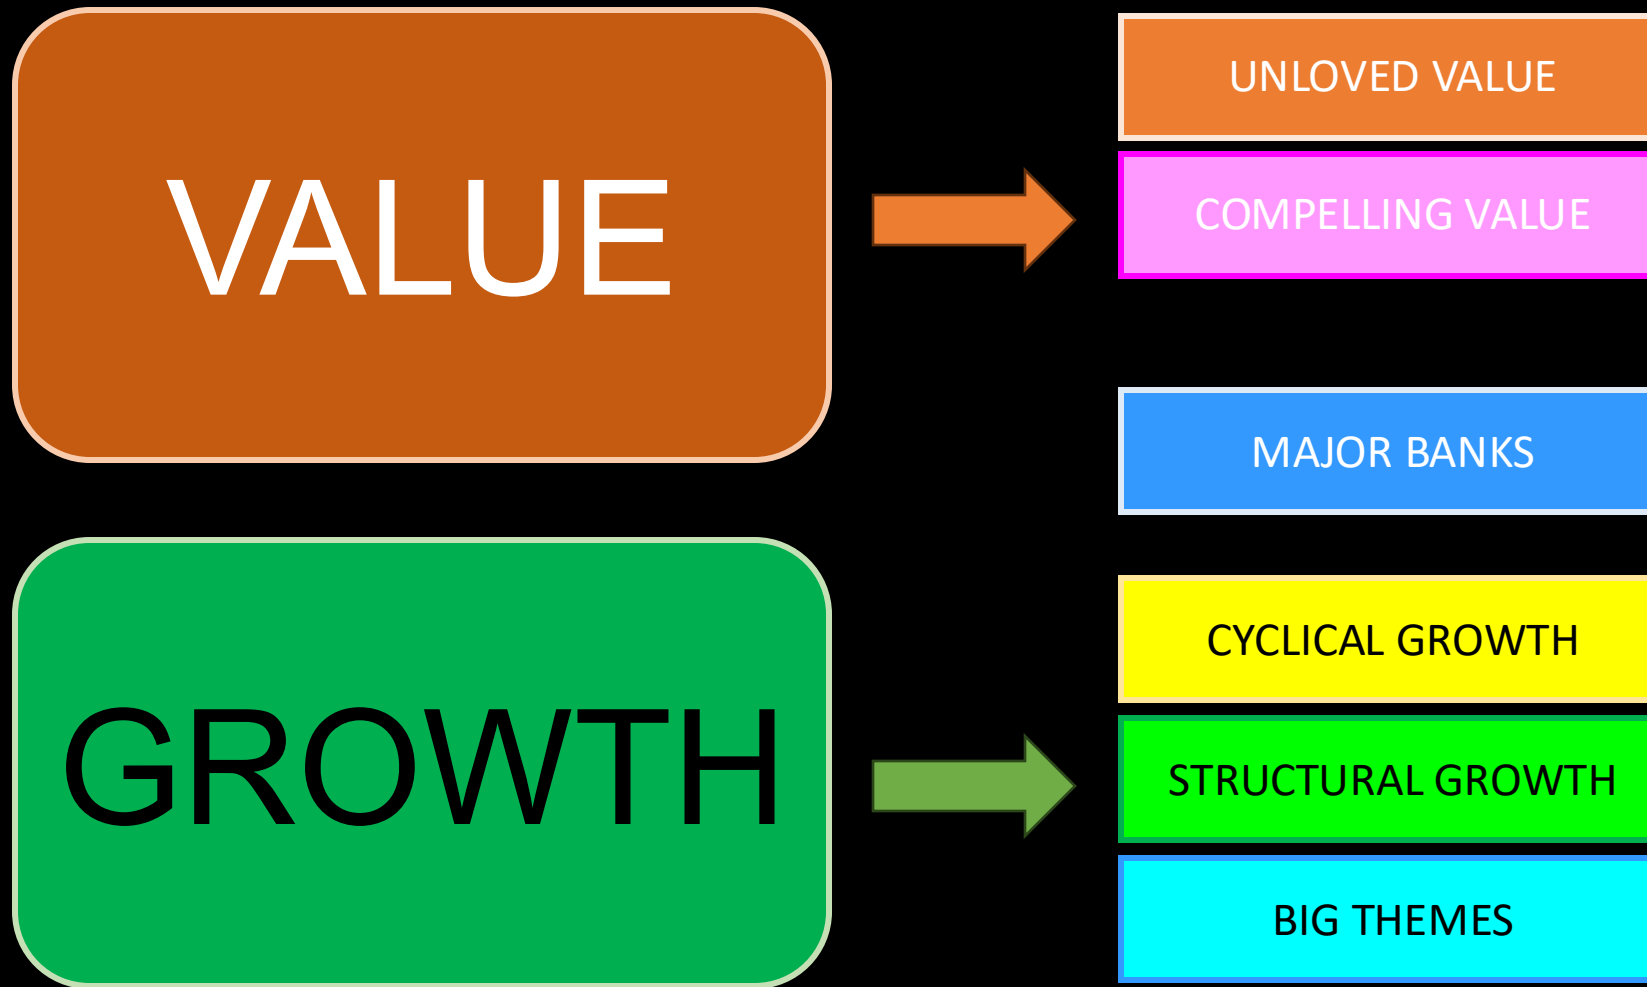 VALUE
UNLOVED VALUE
COMPELLING VALUE
MAJOR BANKS
GROWTH
CYCLICAL GROWTH
STRUCTURAL GROWTH
BIG THEMES